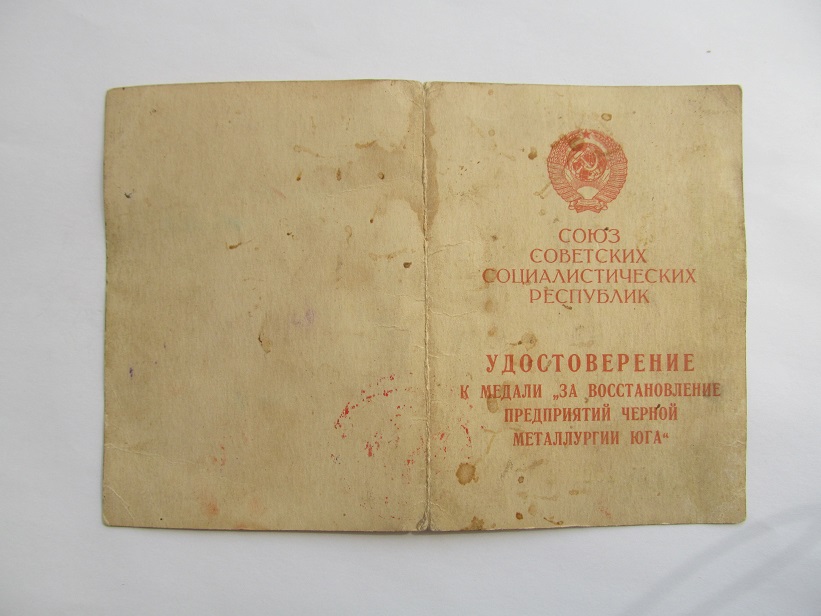 СОЮЗ
СОВЕТСКИХ
СОЦИАЛИСТИЧЕСКИХ
РЕСПУБЛИК
УДОСТОВЕРЕНИЕ
К МЕДАЛИ „ЗА ВОССТАНОВЛЕНИЕ
ПРЕДПРИЯТИЙ ЧЕРНОЙ
МЕТАЛЛУРГИИ ЮГА“